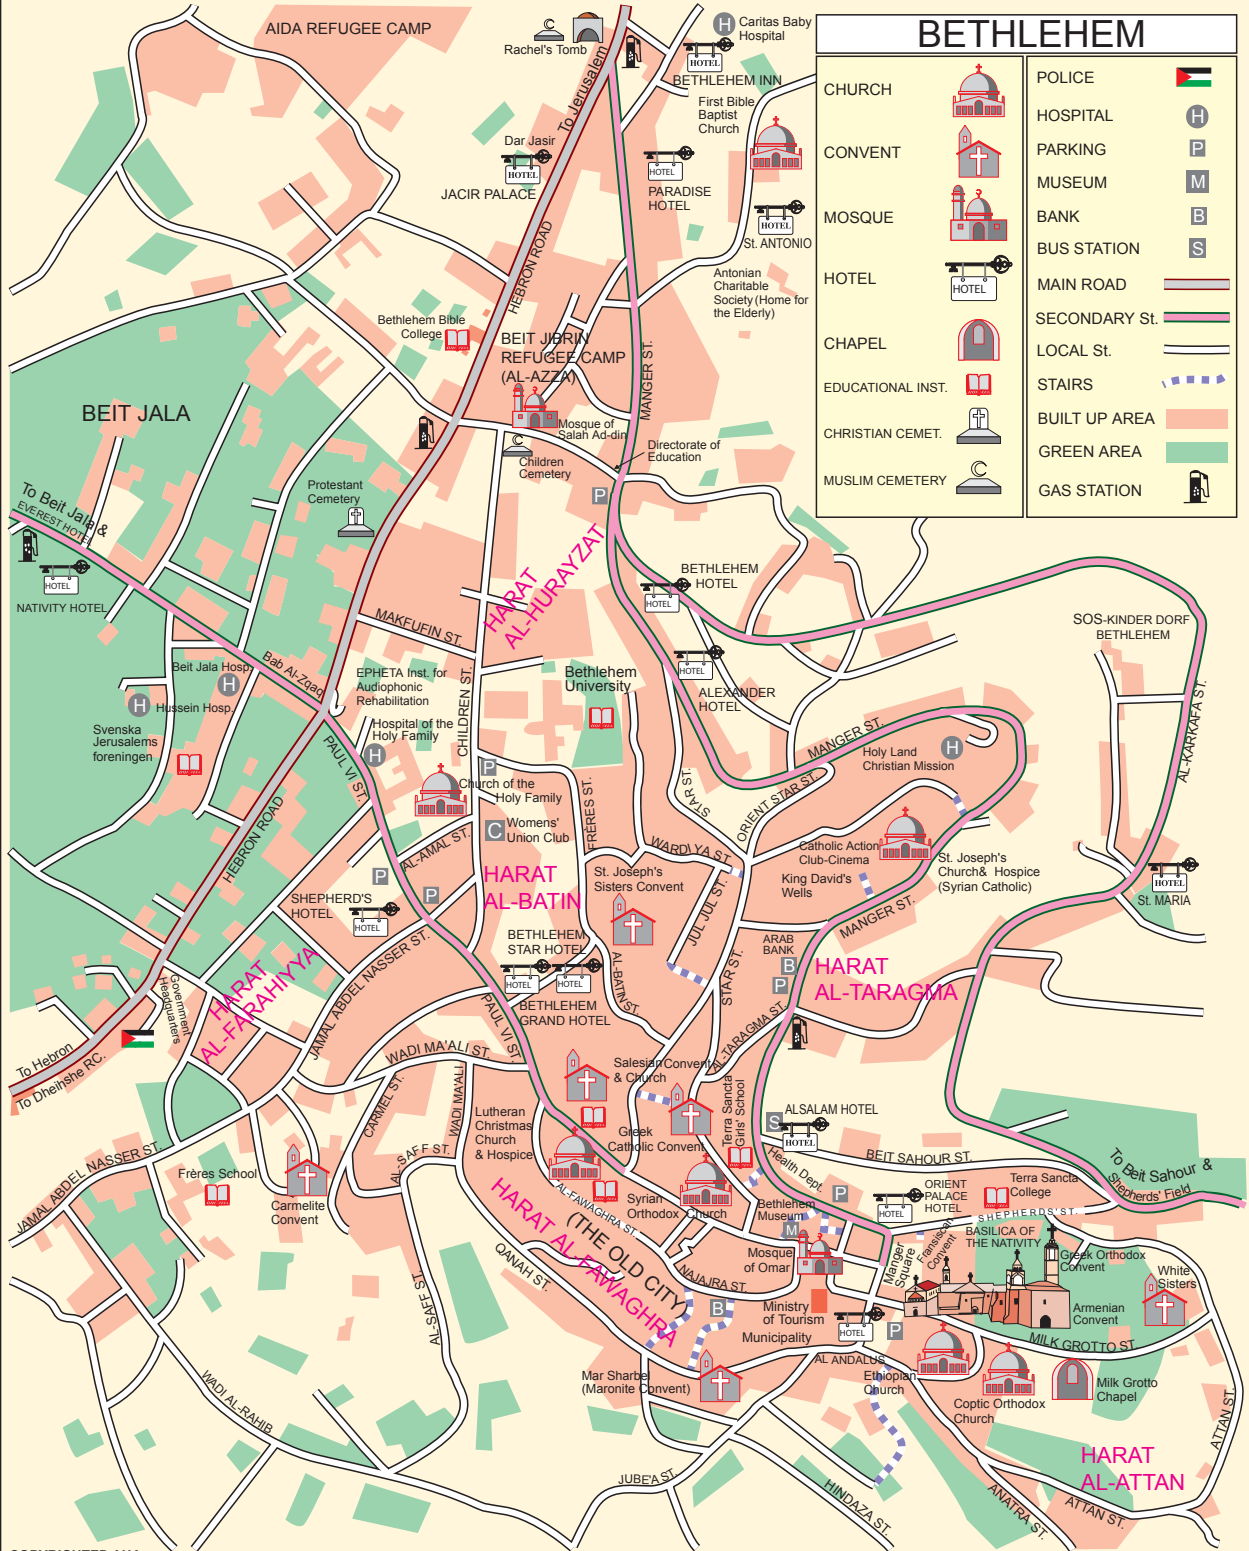 BETHLEHEM
CHURCH
CONVENT
MOSQUE
HOTEL
HOTEL
CHAPEL
EDUCATIONAL INST.
CHRISTIAN CEMET.
MUSLIM CEMETERY
POLICE
HOSPITAL
H
PARKING
P
MUSEUM
M
BANK
B
BUS STATION
S
MAIN ROAD
SECONDARY St.
LOCAL St.
STAIRS
BUILT UP AREA
GREEN AREA
GAS STATION
AIDA REFUGEE CAMP
Rachel's Tomb
To Jerusalem
H
Caritas Baby
Hospital
HOTEL
BETHLEHEM INN
First Bible
Baptist
Church
Dar Jasir
HOTEL
JACIR PALACE
HOTEL
PARADISE
HOTEL
HOTEL
St. ANTONIO
HEBRON ROAD
Antonian
Charitable
Society (Home for
the Elderly)
Bethlehem Bible
College
BEIT JIBRIN
REFUGEE CAMP
(AL-AZZA)
MANGER ST.
BEIT JALA
Mosque of
Salah Ad-din
Children
Cemetery
Directorate of
Education
P
Protestant
Cemetery
To Beit Jala &
EVEREST HOTEL
HOTEL
NATIVITY HOTEL
HARAT
AL-HURAYZAT
BETHLEHEM
HOTEL
HOTEL
MAKFUFIN ST.
SOS-KINDER DORF
BETHLEHEM
Beit Jala Hosp.
H
Bab Al-Zqaq
EPHETA Inst. for
Audiophonic
Rehabilitation
CHILDREN ST.
Bethlehem
University
HOTEL
ALEXANDER
HOTEL
AL-KARKAFA ST.
H
Hussein Hosp.
Svenska
Jerusalems
foreningen
PAUL VI ST.
Hospital of the
Holy Family
H
MANGER ST.
Holy Land
Christian Mission
H
P
Church of the
Holy Family
STAR ST.
ORIENT STAR ST.
HEBRON ROAD
FRÈRES ST.
C
Womens'
Union Club
AL-AMAL ST.
WARDIYA ST.
Catholic Action
Club-Cinema
King David's
Wells
St. Joseph's
Church& Hospice
(Syrian Catholic)
HOTEL
St. MARIA
P
P
HARAT
AL-BATIN
St. Joseph's
Sisters Convent
SHEPHERD'S
HOTEL
HOTEL
JUL JUL ST.
MANGER ST.
BETHLEHEM
STAR HOTEL
HOTEL
HOTEL
BETHLEHEM
GRAND HOTEL
ARAB
BANK
B
P
HARAT
AL-TARAGMA
HARAT
AL-FARAHIYYA
JAMAL ABDEL NASSER ST.
AL-BATIN ST.
STAR ST.
Government
Headquarters
PAUL VI ST.
AL-TARAGMA ST.
To Hebron
To Dheihshe RC.
WADI MA'ALI ST.
Salesian Convent
& Church
CARMEL ST.
WADI MA'ALI
Terra Sancta
Girls' School
Lutheran
Christmas
Church
& Hospice
Greek
Catholic Convent
S
ALSALAM HOTEL
HOTEL
JAMAL ABDEL NASSER ST.
AL-SAFF ST.
BEIT SAHOUR ST.
To Beit Sahour &
Shepherds' Field
Frères School
Carmelite
Convent
Health Dept.
P
ORIENT
PALACE
HOTEL
HOTEL
Terra Sancta
College
SHEPHERDS'ST.
AL-FAWAGHRA ST.
Syrian
Orthodox Church
Bethlehem
Museum
M
HARAT AL-FAWAGHRA
(THE OLD CITY)
Mosque
of Omar
Manger
Square
Fransiscan
Convent
BASILICA OF
THE NATIVITY
Greek Orthodox
Convent
White
Sisters
QANAH ST.
NAJAJRA ST.
B
Ministry
of Tourism
Municipality
Armenian
Convent
AL-SAFF ST
HOTEL
AL ANDALUS
P
MILK GROTTO ST.
Mar Sharbel
(Maronite Convent)
Ethiopian
Church
Coptic Orthodox
Church
Milk Grotto
Chapel
WADI AL-RAHIB
ATTAN ST.
HARAT
AL-ATTAN
JUBE'A ST.
HINDAZA ST.
ANATRA ST.
ATTAN ST.